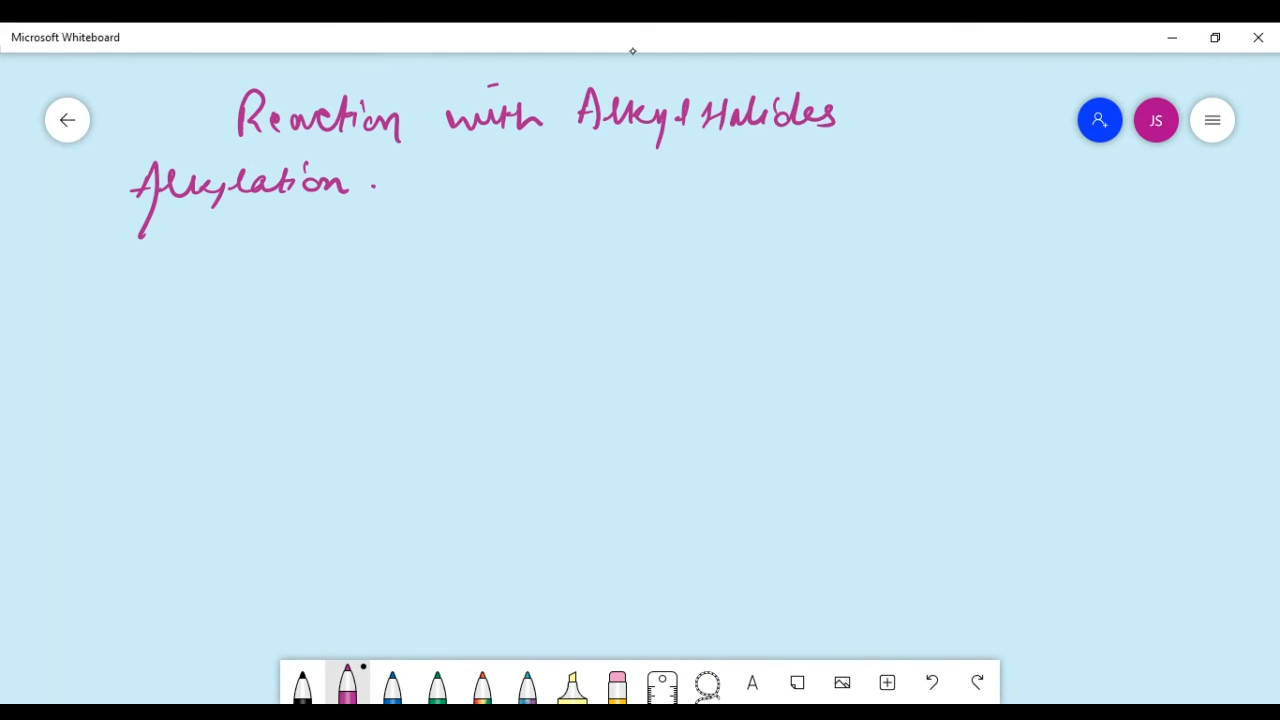 Microsoft Whiteboard
Reaction with Alkyl Halides
JS
Alkylation .
A